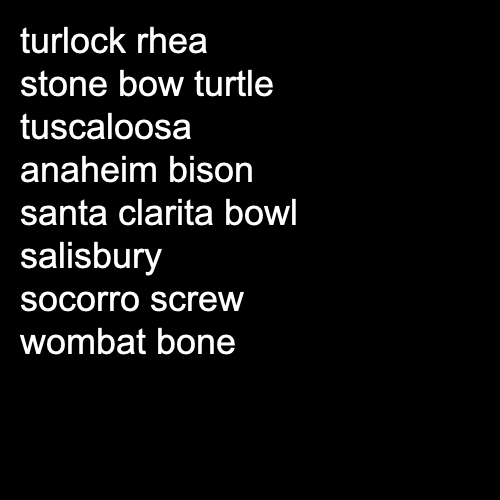 turlock rhea
stone bow turtle
tuscaloosa
anaheim bison
santa clarita bowl
salisbury
socorro screw
wombat bone